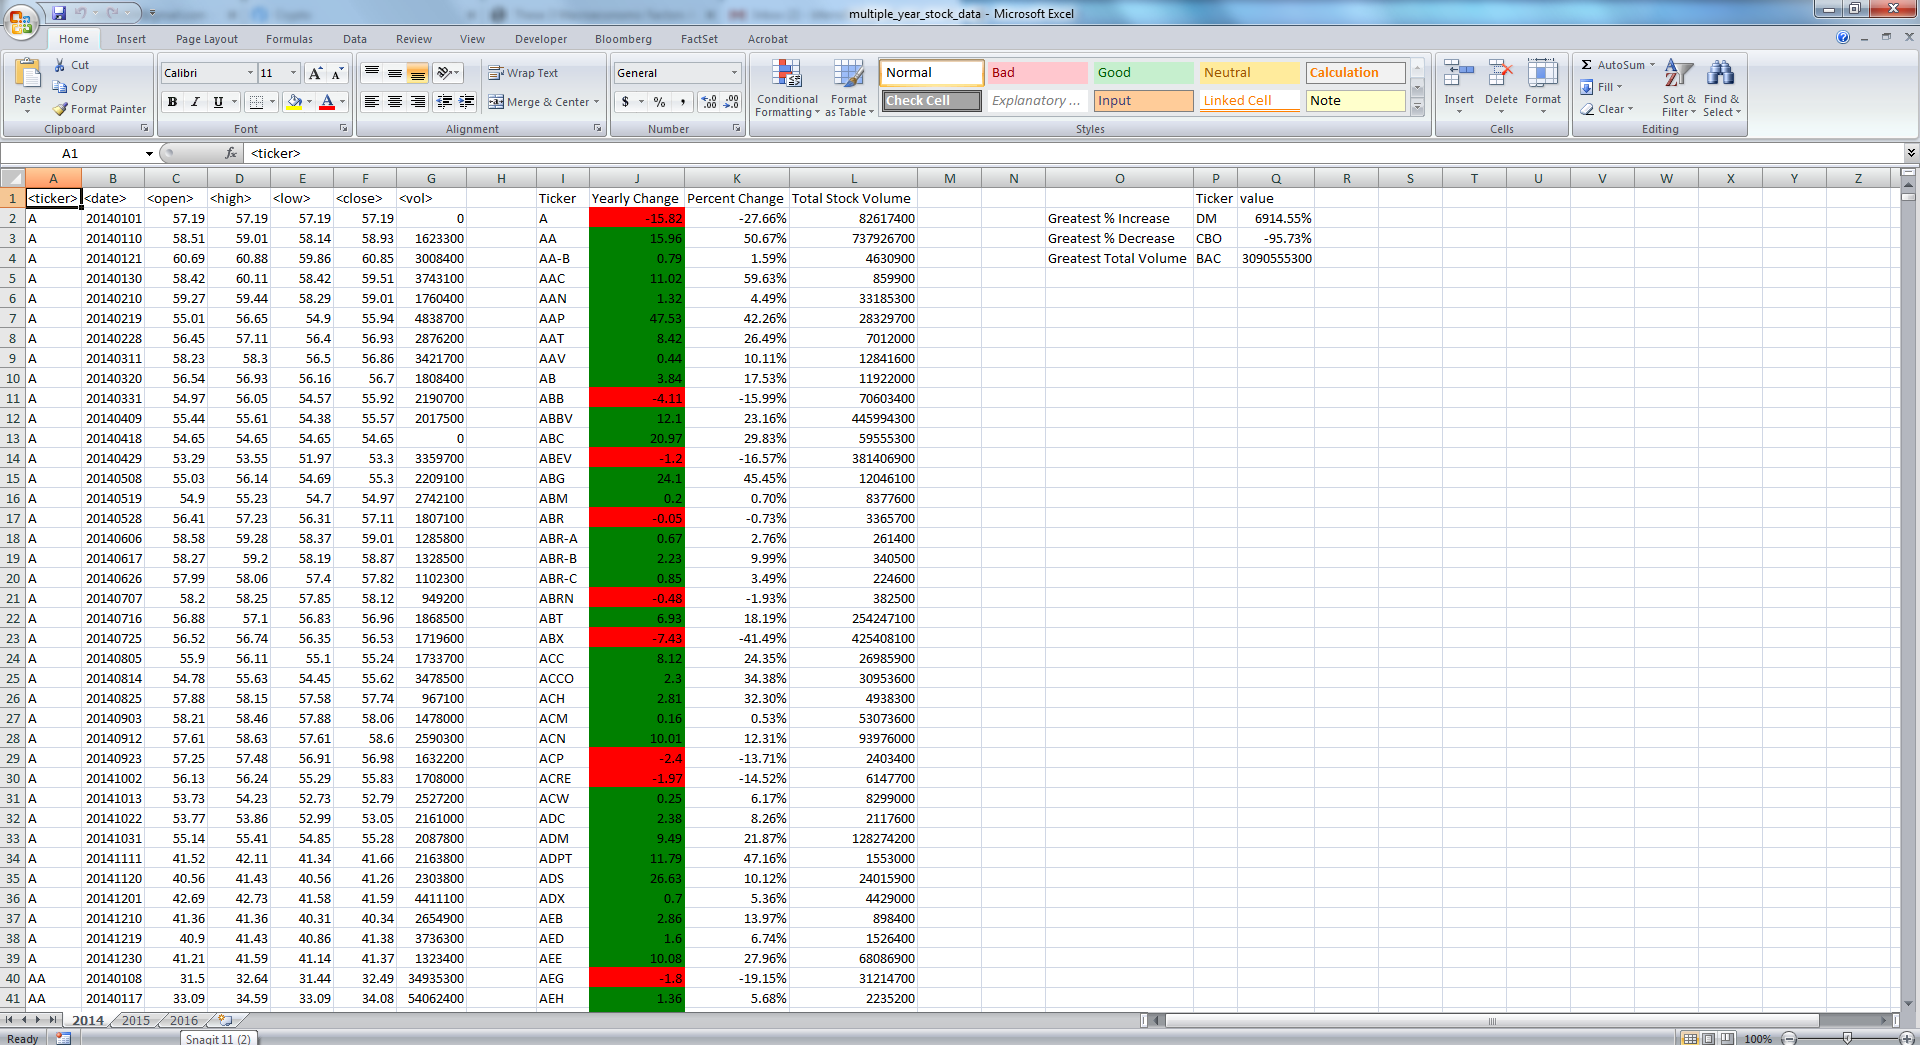 multiple_year_stock_data - Microsoft Excel
Home Insert Page Layout Formulas Data Review View Developer Bloomberg FactSet Acrobat
Paste Cut Copy Format Painter Clipboard
Calibri 11 A A B I U A Font
Wrap Text Merge & Center Alignment
General $ % , Number
Conditional Formatting Format as Table
Normal Bad Good Neutral Calculation
Check Cell Explanatory ... Input Linked Cell Note
Styles
Insert Delete Format Cells
Σ AutoSum Fill Clear Sort & Filter Find & Select Editing
A1 fx <ticker>
A B C D E F G H I J K L M N O P Q R S T U V W X Y Z
1 <ticker> <date> <open> <high> <low> <close> <vol> Ticker Yearly Change Percent Change Total Stock Volume Ticker value
2 A 20140101 57.19 57.19 57.19 57.19 0 A -15.82 -27.66% 82617400 Greatest % Increase DM 6914.55%
3 A 20140110 58.51 59.01 58.14 58.93 1623300 AA 15.96 50.67% 737926700 Greatest % Decrease CBO -95.73%
4 A 20140121 60.69 60.88 59.86 60.85 3008400 AA-B 0.79 1.59% 4630900 Greatest Total Volume BAC 3090555300
5 A 20140130 58.42 60.11 58.42 59.51 3743100 AAC 11.02 59.63% 859900
6 A 20140210 59.27 59.44 58.29 59.01 1760400 AAN 1.32 4.49% 33185300
7 A 20140219 55.01 56.65 54.9 55.94 4838700 AAP 47.53 42.26% 28329700
8 A 20140228 56.45 57.11 56.4 56.93 2876200 AAT 8.42 26.49% 7012000
9 A 20140311 58.23 58.3 56.5 56.86 3421700 AAV 0.44 10.11% 12841600
10 A 20140320 56.54 56.93 56.16 56.7 1808400 AB 3.84 17.53% 11922000
11 A 20140331 54.97 56.05 54.57 55.92 2190700 ABB -4.11 -15.99% 70603400
12 A 20140409 55.44 55.61 54.38 55.57 2017500 ABBV 12.1 23.16% 445994300
13 A 20140418 54.65 54.65 54.65 54.65 0 ABC 20.97 29.83% 59555300
14 A 20140429 53.29 53.55 51.97 53.3 3359700 ABEV -1.2 -16.57% 381406900
15 A 20140508 55.03 56.14 54.69 55.3 2209100 ABG 24.1 45.45% 12046100
16 A 20140519 54.9 55.23 54.7 54.97 2742100 ABM 0.2 0.70% 8377600
17 A 20140528 56.41 57.23 56.31 57.11 1807100 ABR -0.05 -0.73% 3365700
18 A 20140606 58.58 59.28 58.37 59.01 1285800 ABR-A 0.67 2.76% 261400
19 A 20140617 58.27 59.2 58.19 58.87 1328500 ABR-B 2.23 9.99% 340500
20 A 20140626 57.99 58.06 57.4 57.82 1102300 ABR-C 0.85 3.49% 224600
21 A 20140707 58.2 58.25 57.85 58.12 949200 ABRN -0.48 -1.93% 382500
22 A 20140716 56.88 57.1 56.83 56.96 1868500 ABT 6.93 18.19% 254247100
23 A 20140725 56.52 56.74 56.35 56.53 1719600 ABX -7.43 -41.49% 425408100
24 A 20140805 55.9 56.11 55.1 55.24 1733700 ACC 8.12 24.35% 26985900
25 A 20140814 54.78 55.63 54.45 55.62 3478500 ACCO 2.3 34.38% 30953600
26 A 20140825 57.88 58.15 57.58 57.74 967100 ACH 2.81 32.30% 4938300
27 A 20140903 58.21 58.46 57.88 58.06 1478000 ACM 0.16 0.53% 53073600
28 A 20140912 57.61 58.63 57.61 58.6 2590300 ACN 10.01 12.31% 93976000
29 A 20140923 57.25 57.48 56.91 56.98 1632200 ACP -2.4 -13.71% 2403400
30 A 20141002 56.13 56.24 55.29 55.83 1708000 ACRE -1.97 -14.52% 6147700
31 A 20141013 53.73 54.23 52.73 52.79 2527200 ACW 0.25 6.17% 8299000
32 A 20141022 53.77 53.86 52.99 53.05 2161000 ADC 2.38 8.26% 2117600
33 A 20141031 55.14 55.41 54.85 55.28 2087800 ADM 9.49 21.87% 128274200
34 A 20141111 41.52 42.11 41.34 41.66 2163800 ADPT 11.79 47.16% 1553000
35 A 20141120 40.56 41.43 40.56 41.26 2303800 ADS 26.63 10.12% 24015900
36 A 20141201 42.69 42.73 41.58 41.59 4411100 ADX 0.7 5.36% 4429000
37 A 20141210 41.36 41.36 40.31 40.34 2654900 AEB 2.86 13.97% 898400
38 A 20141219 40.9 41.43 40.86 41.38 3736300 AED 1.6 6.74% 1526400
39 A 20141230 41.21 41.59 41.14 41.37 1323400 AEE 10.08 27.96% 68086900
40 AA 20140108 31.5 32.64 31.44 32.49 34935300 AEG -1.8 -19.15% 31214700
41 AA 20140117 33.09 34.59 33.09 34.08 54062400 AEH 1.36 5.68% 2235200
2014 2015 2016
Ready Snagit 11 (2) 100%